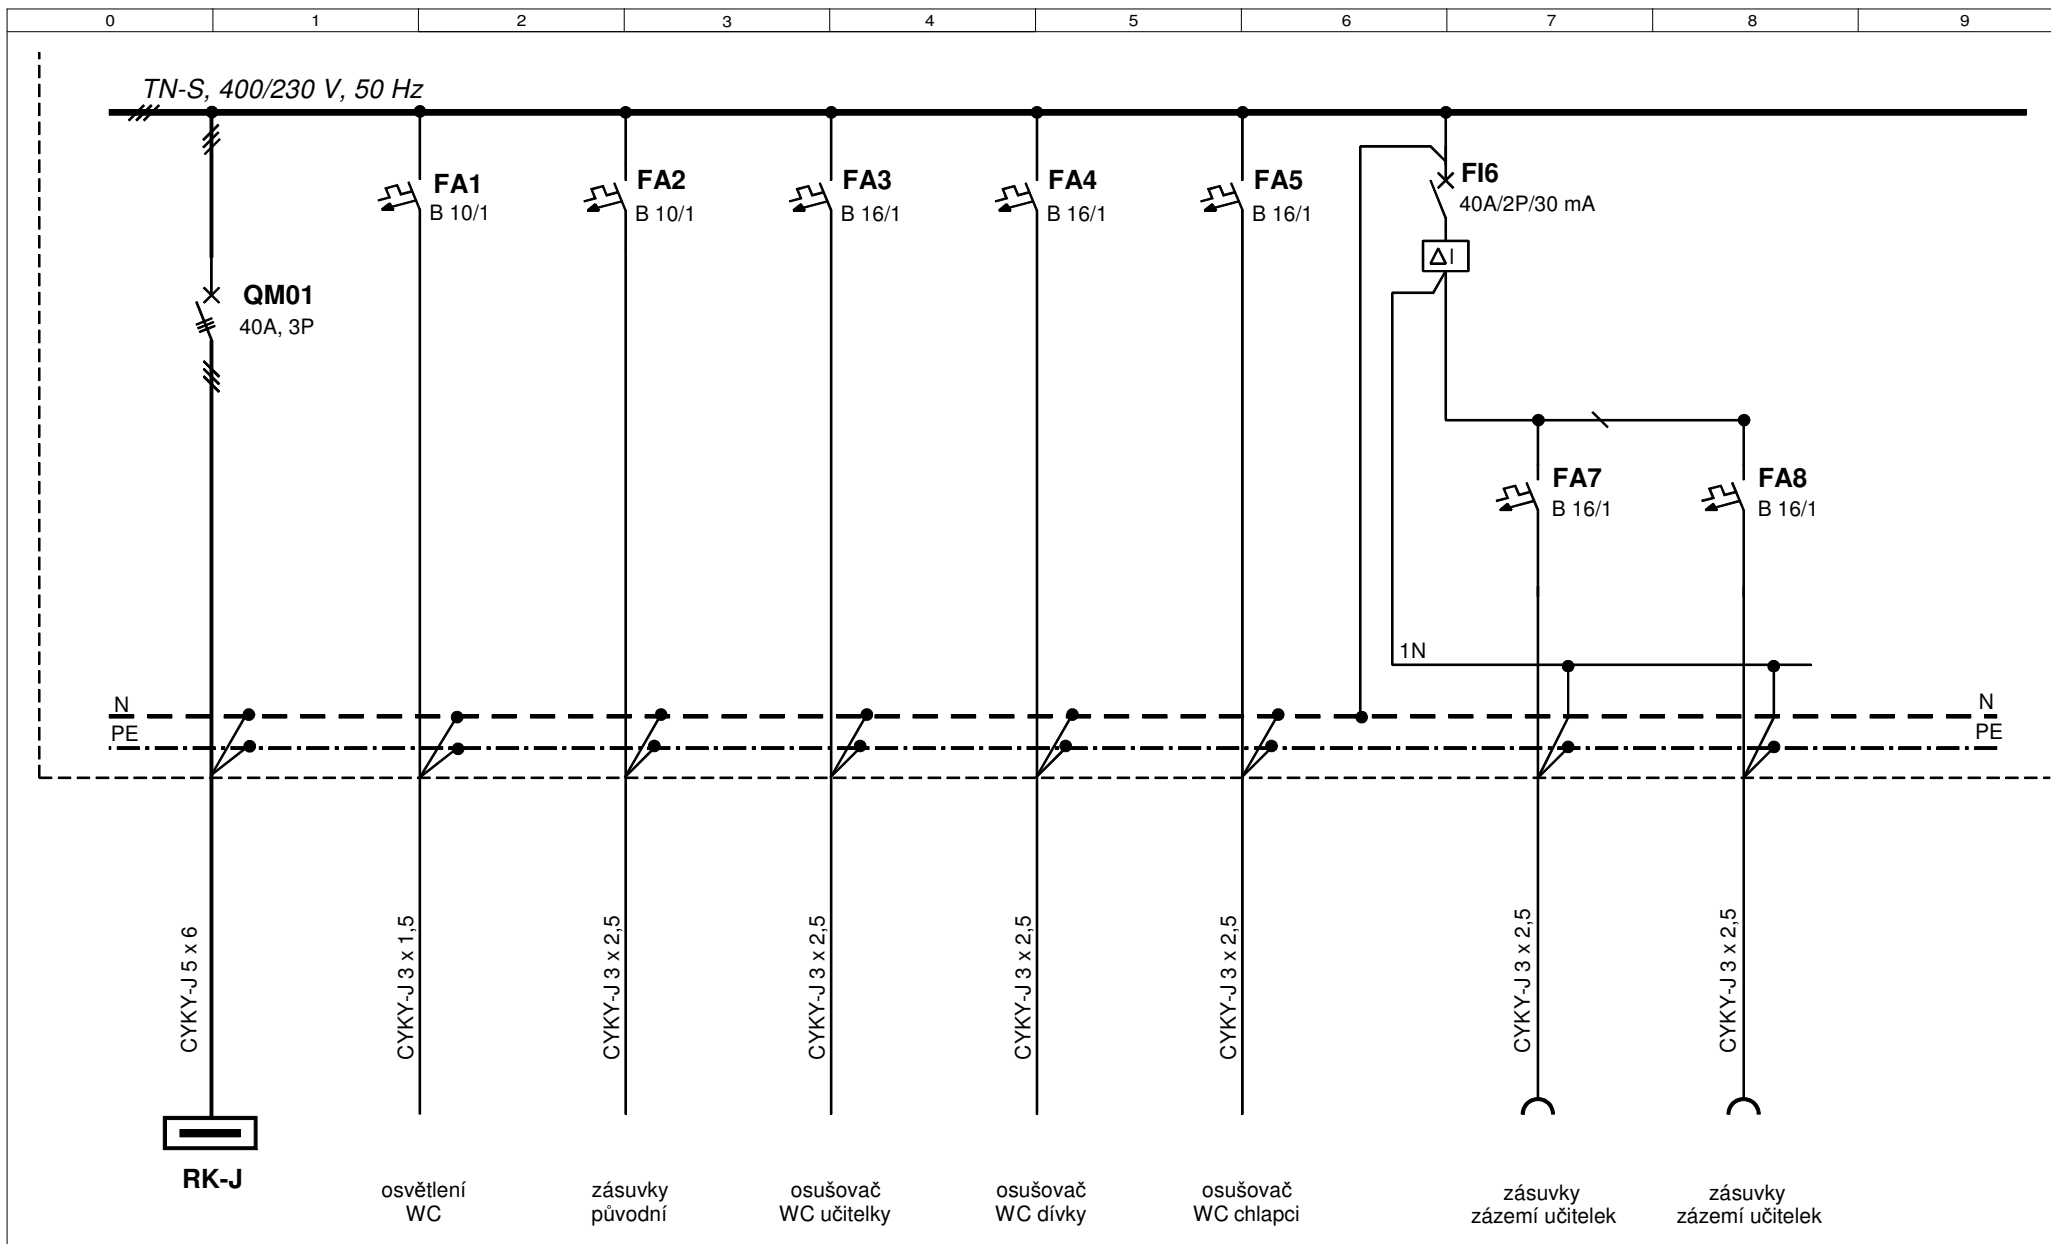 0 1 2 3 4 5 6 7 8 9
TN-S, 400/230 V, 50 Hz
FA1
B 10/1
FA2
B 10/1
FA3
B 16/1
FA4
B 16/1
FA5
B 16/1
FI6
40A/2P/30 mA
ΔI
QM01
40A, 3P
FA7
B 16/1
FA8
B 16/1
1N
N
PE
N
PE
CYKY-J 5 x 6
CYKY-J 3 x 1,5
CYKY-J 3 x 2,5
CYKY-J 3 x 2,5
CYKY-J 3 x 2,5
CYKY-J 3 x 2,5
CYKY-J 3 x 2,5
CYKY-J 3 x 2,5
RK-J
osvětlení
WC
zásuvky
původní
osušovač
WC učitelky
osušovač
WC dívky
osušovač
WC chlapci
zásuvky
zázemí učitelek
zásuvky
zázemí učitelek